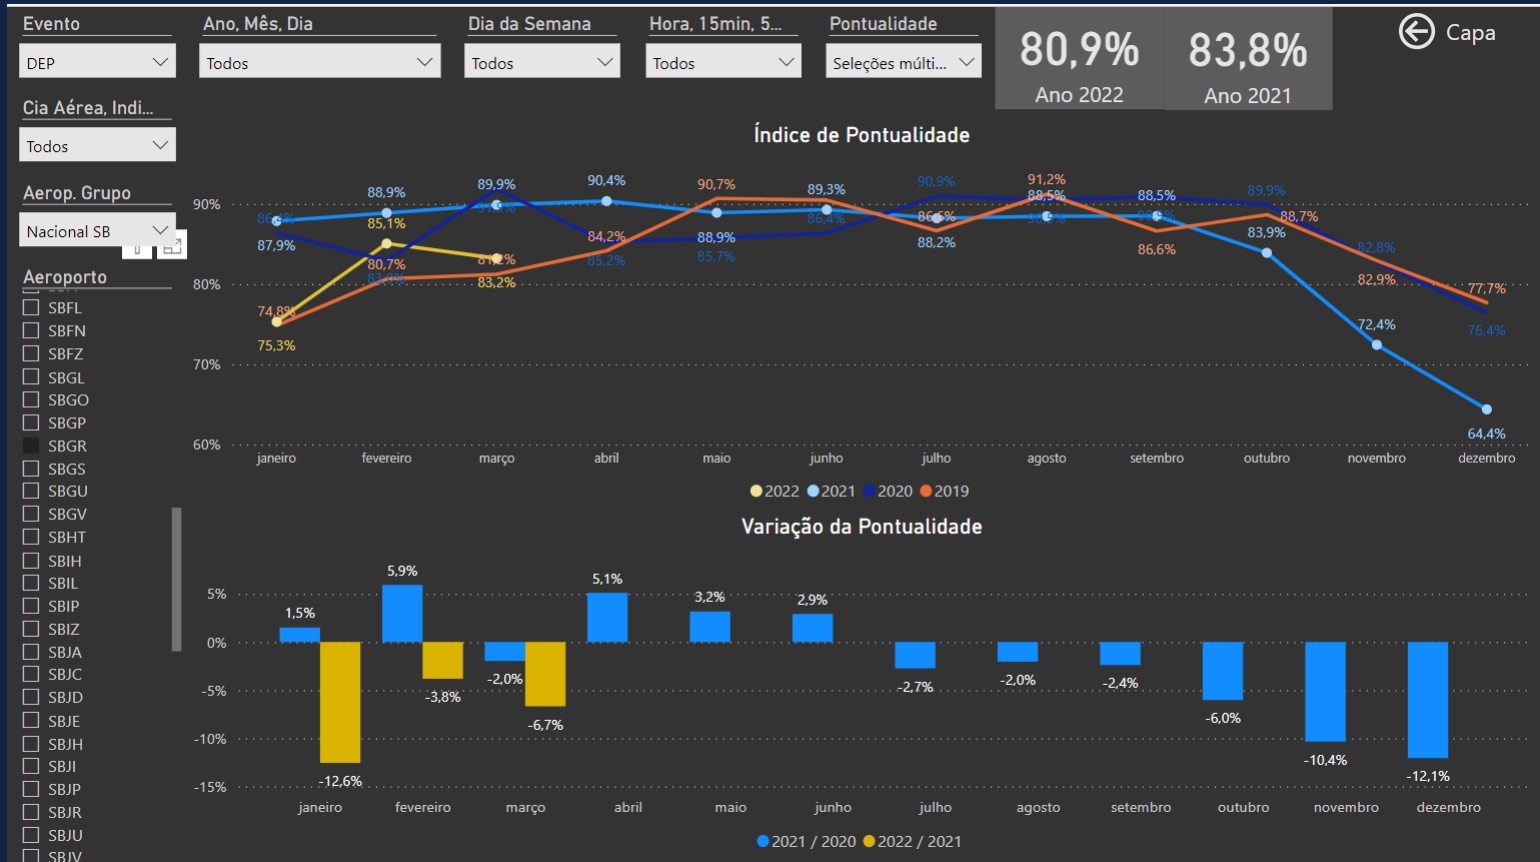 Evento
DEP
Ano, Mês, Dia
Todos
Dia da Semana
Todos
Hora, 15min, 5...
Todos
Pontualidade
Seleções múlti...
80,9%
Ano 2022
83,8%
Ano 2021
Capa
Cia Aérea, Indi...
Todos
Aerop. Grupo
Nacional SB
Aeroporto
SBFL
SBFN
SBFZ
SBGL
SBGO
SBGP
SBGR
SBGS
SBGU
SBGV
SBHT
SBIH
SBIL
SBIP
SBIZ
SBJA
SBJC
SBJD
SBJE
SBJH
SBJI
SBJP
SBJR
SBJU
SBJV
Índice de Pontualidade
90%
80%
70%
60%
87,9% 88,9% 89,9% 90,4% 88,9% 89,3% 88,2% 88,5% 88,5% 83,9% 72,4% 64,4%
75,3% 85,1% 83,2%
85,2% 85,7% 86,4% 90,9% 89,9% 82,8% 76,4%
74,8% 80,7% 81,2% 84,2% 90,7% 86,6% 91,2% 86,6% 88,7% 82,9% 77,7%
janeiro fevereiro março abril maio junho julho agosto setembro outubro novembro dezembro
2022 2021 2020 2019
Variação da Pontualidade
5%
0%
-5%
-10%
-15%
1,5% 5,9% -2,0% 5,1% 3,2% 2,9% -2,7% -2,0% -2,4% -6,0% -10,4% -12,1%
-12,6% -3,8% -6,7%
janeiro fevereiro março abril maio junho julho agosto setembro outubro novembro dezembro
2021 / 2020 2022 / 2021